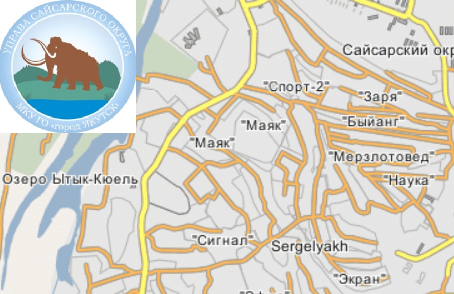 УПРАВА САЙСАРСКОГО ОКРУГА
МКУ ГО «город ЯКУТСК»
Сайсарский окр
"Спорт-2"
"Заря"
"Маяк"
"Быйанг"
"Маяк"
"Мерзлотовед"
Озеро Ытык-Кюель
"Наука"
"Сигнал"
Sergelyakh
"Экран"